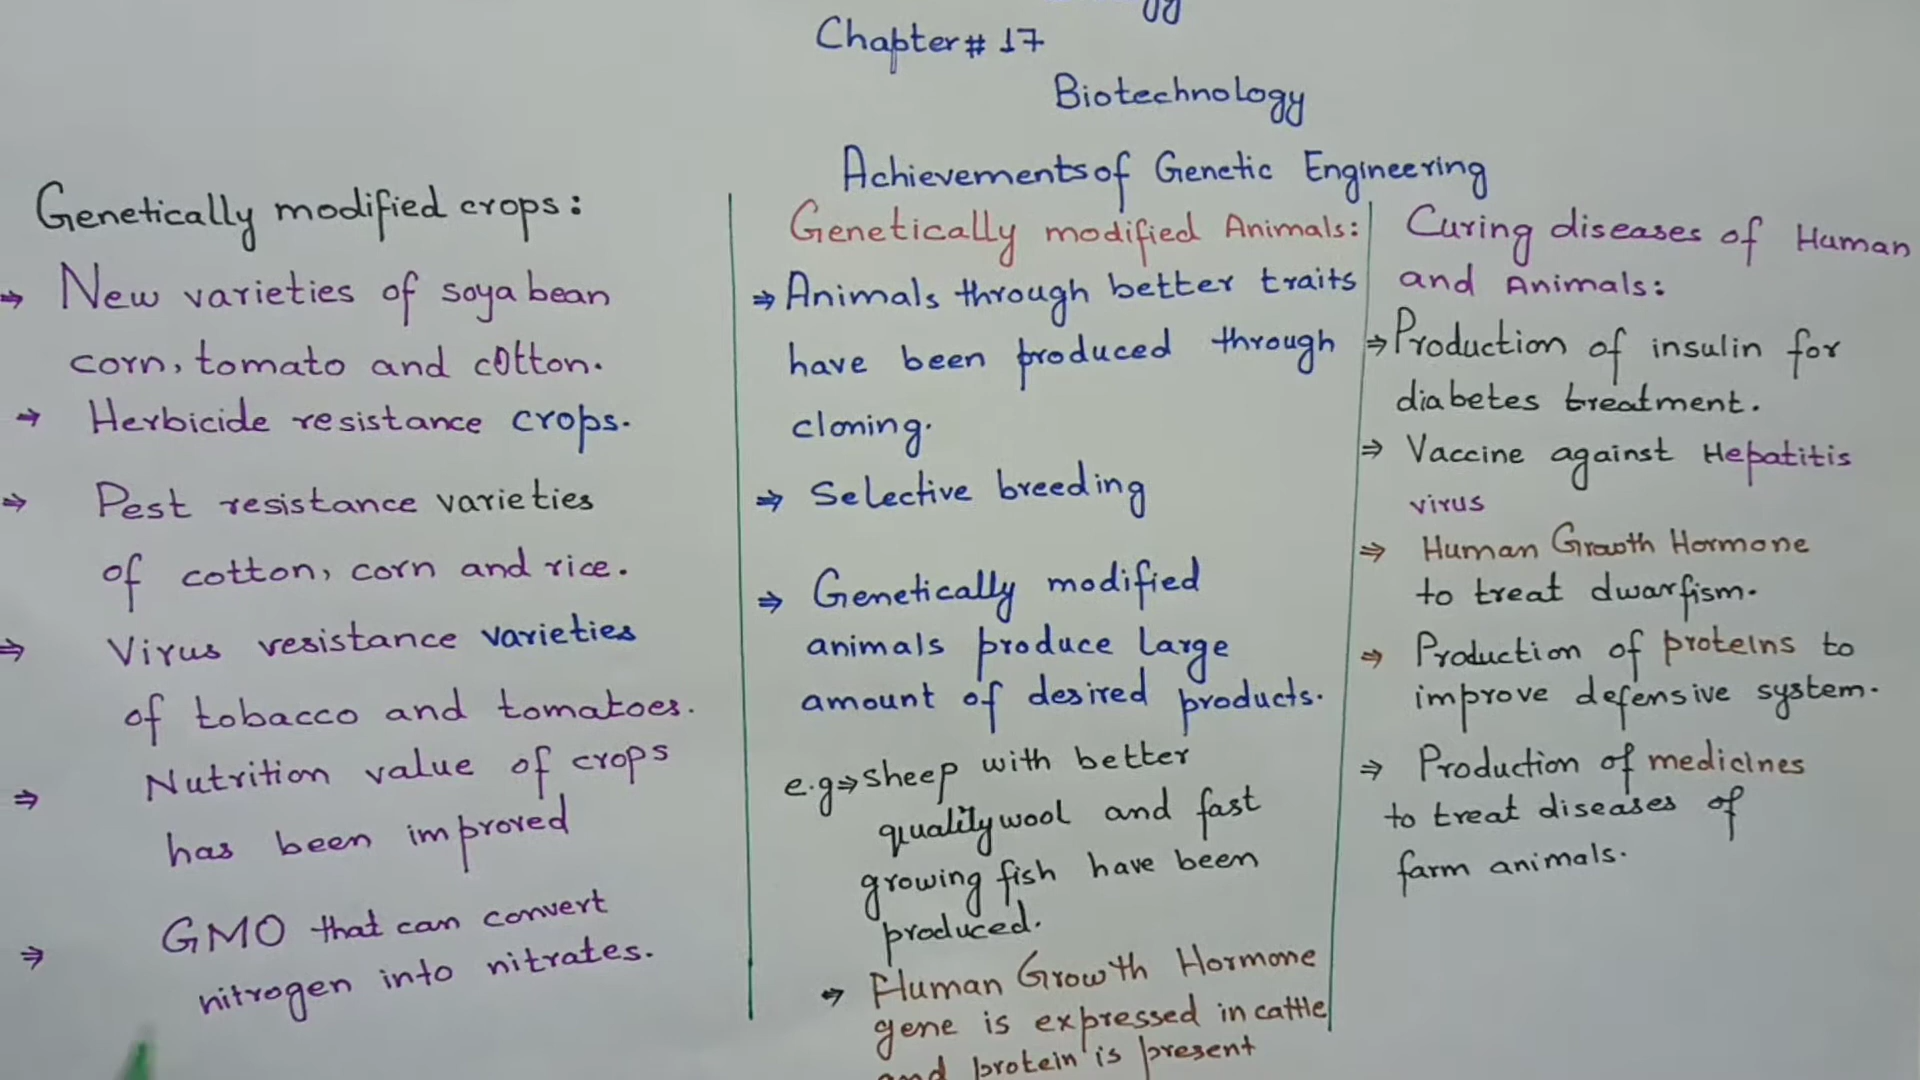 Chapter # 17
Biotechnology
Achievements of Genetic Engineering
Genetically modified crops:
⇒ New varieties of soyabean
corn, tomato and cotton.
⇒ Herbicide resistance crops.
⇒ Pest resistance varieties
of cotton, corn and rice.
⇒ Virus resistance varieties
of tobacco and tomatoes.
⇒ Nutrition value of crops
has been improved
⇒ GMO that can convert
nitrogen into nitrates.
Genetically modified Animals:
⇒ Animals through better traits
have been produced through
cloning.
⇒ Selective breeding
⇒ Genetically modified
animals produce large
amount of desired products.
e.g⇒ sheep with better
quality wool and fast
growing fish have been
produced.
⇒ Human Growth Hormone
gene is expressed in cattle
and protein is present
Curing diseases of Human
and Animals:
⇒ Production of insulin for
diabetes treatment.
⇒ Vaccine against Hepatitis
virus
⇒ Human Growth Hormone
to treat dwarfism.
⇒ Production of proteins to
improve defensive system.
⇒ Production of medicines
to treat diseases of
farm animals.